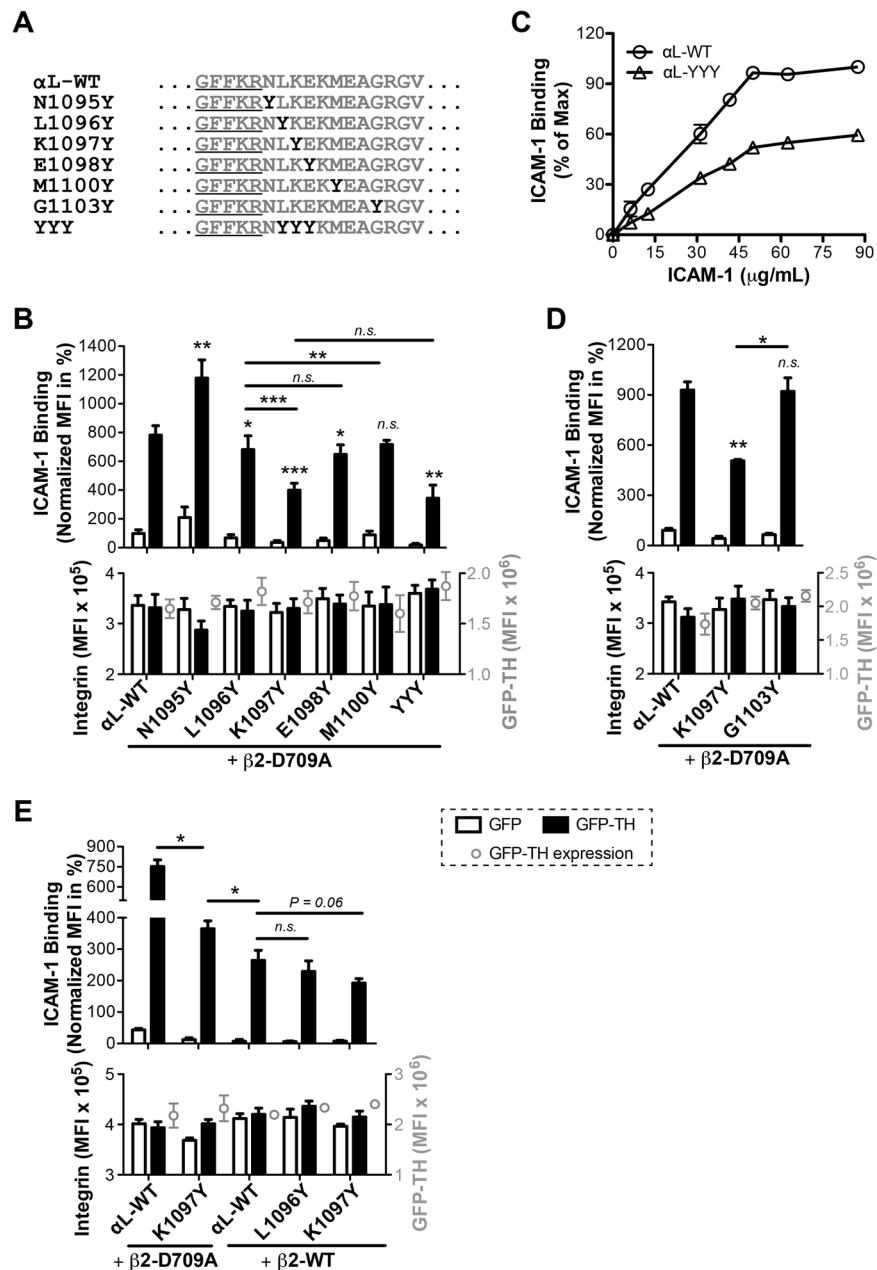 A
αL-WT ...GFFKRNLKEKMEAGRGV...
N1095Y ...GFFKRYLKEKMEAGRGV...
L1096Y ...GFFKRNYKEKMEAGRGV...
K1097Y ...GFFKRNLYEKMEAGRGV...
E1098Y ...GFFKRNLKYKMEAGRGV...
M1100Y ...GFFKRNLKEKYEAGRGV...
G1103Y ...GFFKRNLKEKMEAYRGV...
YYY ...GFFKRNYYYKMEAGRGV...
C
ICAM-1 Binding
(% of Max)
120
90
60
30
0
αL-WT
αL-YYY
0 15 30 45 60 75 90
ICAM-1 (μg/mL)
B
ICAM-1 Binding
(Normalized MFI in %)
1400
1200
1000
800
600
400
200
0
**
n.s.
**
n.s.
***
*
***
*
n.s.
**
Integrin (MFI x 10⁵)
4
3
2
2.0
1.5
1.0
GFP-TH (MFI x 10⁶)
αL-WT N1095Y L1096Y K1097Y E1098Y M1100Y YYY
+ β2-D709A
D
ICAM-1 Binding
(Normalized MFI in %)
1200
900
600
300
0
*
n.s.
**
Integrin (MFI x 10⁵)
4
3
2
2.5
2.0
1.5
1.0
GFP-TH (MFI x 10⁶)
αL-WT K1097Y G1103Y
+ β2-D709A
E
ICAM-1 Binding
(Normalized MFI in %)
900
750
600
400
300
200
100
0
*
*
P = 0.06
n.s.
GFP GFP-TH
GFP-TH expression
Integrin (MFI x 10⁵)
5
4
3
3
2
1
GFP-TH (MFI x 10⁶)
αL-WT K1097Y αL-WT L1096Y K1097Y
+ β2-D709A + β2-WT